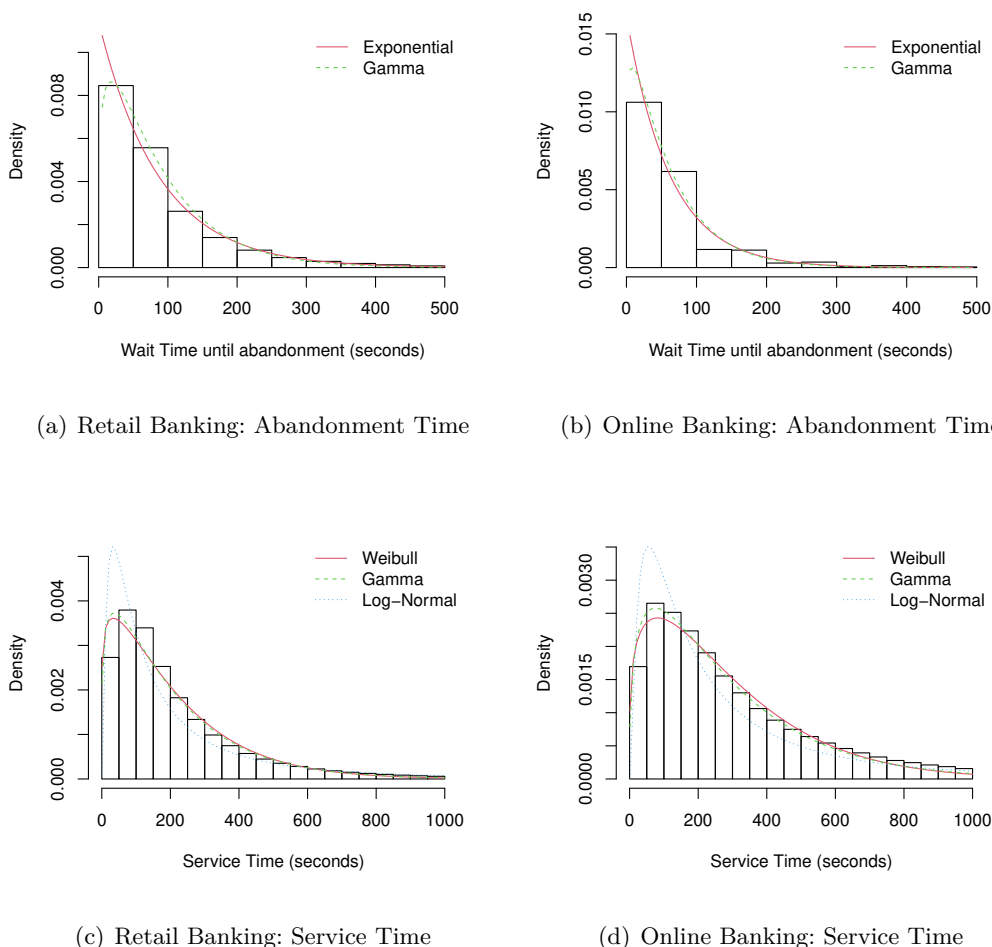 Exponential
Gamma
Density
0.000 0.004 0.008
0 100 200 300 400 500
Wait Time until abandonment (seconds)
(a) Retail Banking: Abandonment Time
Exponential
Gamma
Density
0.000 0.005 0.010 0.015
0 100 200 300 400 500
Wait Time until abandonment (seconds)
(b) Online Banking: Abandonment Time
Weibull
Gamma
Log−Normal
Density
0.000 0.002 0.004
0 200 400 600 800 1000
Service Time (seconds)
(c) Retail Banking: Service Time
Weibull
Gamma
Log−Normal
Density
0.0000 0.0015 0.0030
0 200 400 600 800 1000
Service Time (seconds)
(d) Online Banking: Service Time